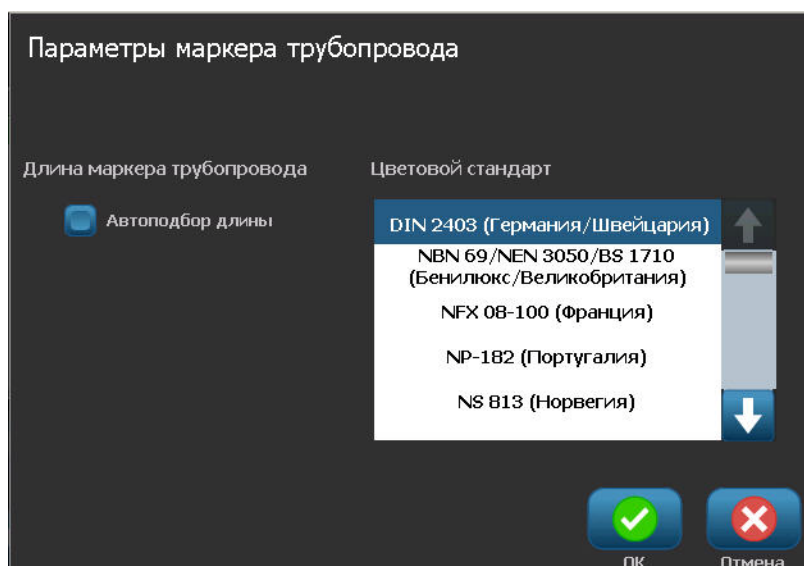 Параметры маркера трубопровода
Длина маркера трубопровода
Автоподбор длины
Цветовой стандарт
DIN 2403 (Германия/Швейцария)
NBN 69/NEN 3050/BS 1710
(Бенилюкс/Великобритания)
NFX 08-100 (Франция)
NP-182 (Португалия)
NS 813 (Норвегия)
ОК
Отмена